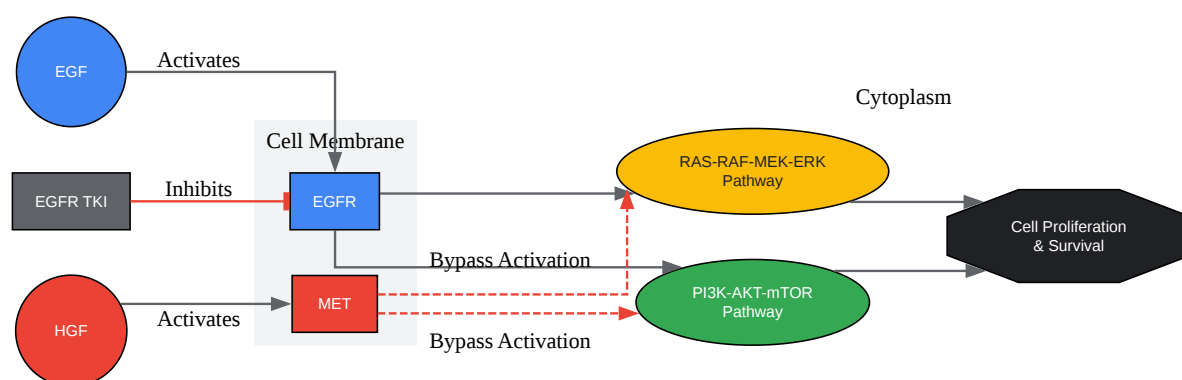 EGF
Activates
Cytoplasm
Cell Membrane
RAS-RAF-MEK-ERK
Pathway
EGFR TKI
Inhibits
EGFR
Cell Proliferation
& Survival
Bypass Activation
MET
PI3K-AKT-mTOR
Pathway
HGF
Activates
Bypass Activation